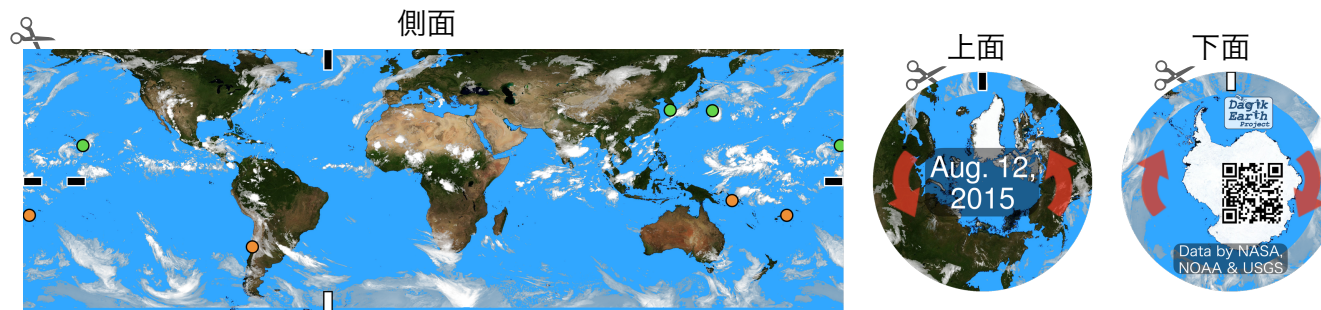 側面
上面
下面
Aug. 12,
2015
Dagik
Earth
Project
Data by NASA,
NOAA & USGS